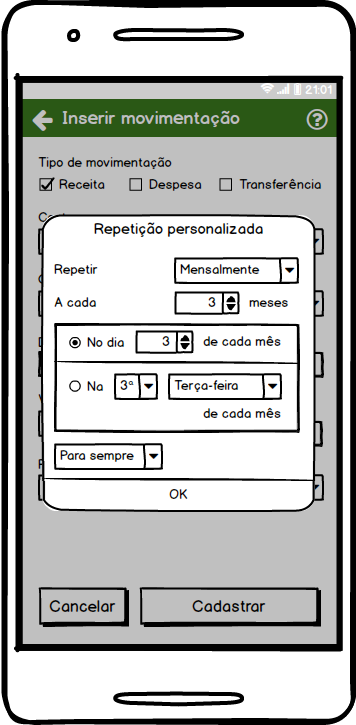 21:01
Inserir movimentação
Tipo de movimentação
Receita Despesa Transferência
Repetição personalizada
Repetir Mensalmente
A cada 3 meses
No dia 3 de cada mês
Na 3ª Terça-feira
de cada mês
Para sempre
OK
Cancelar Cadastrar